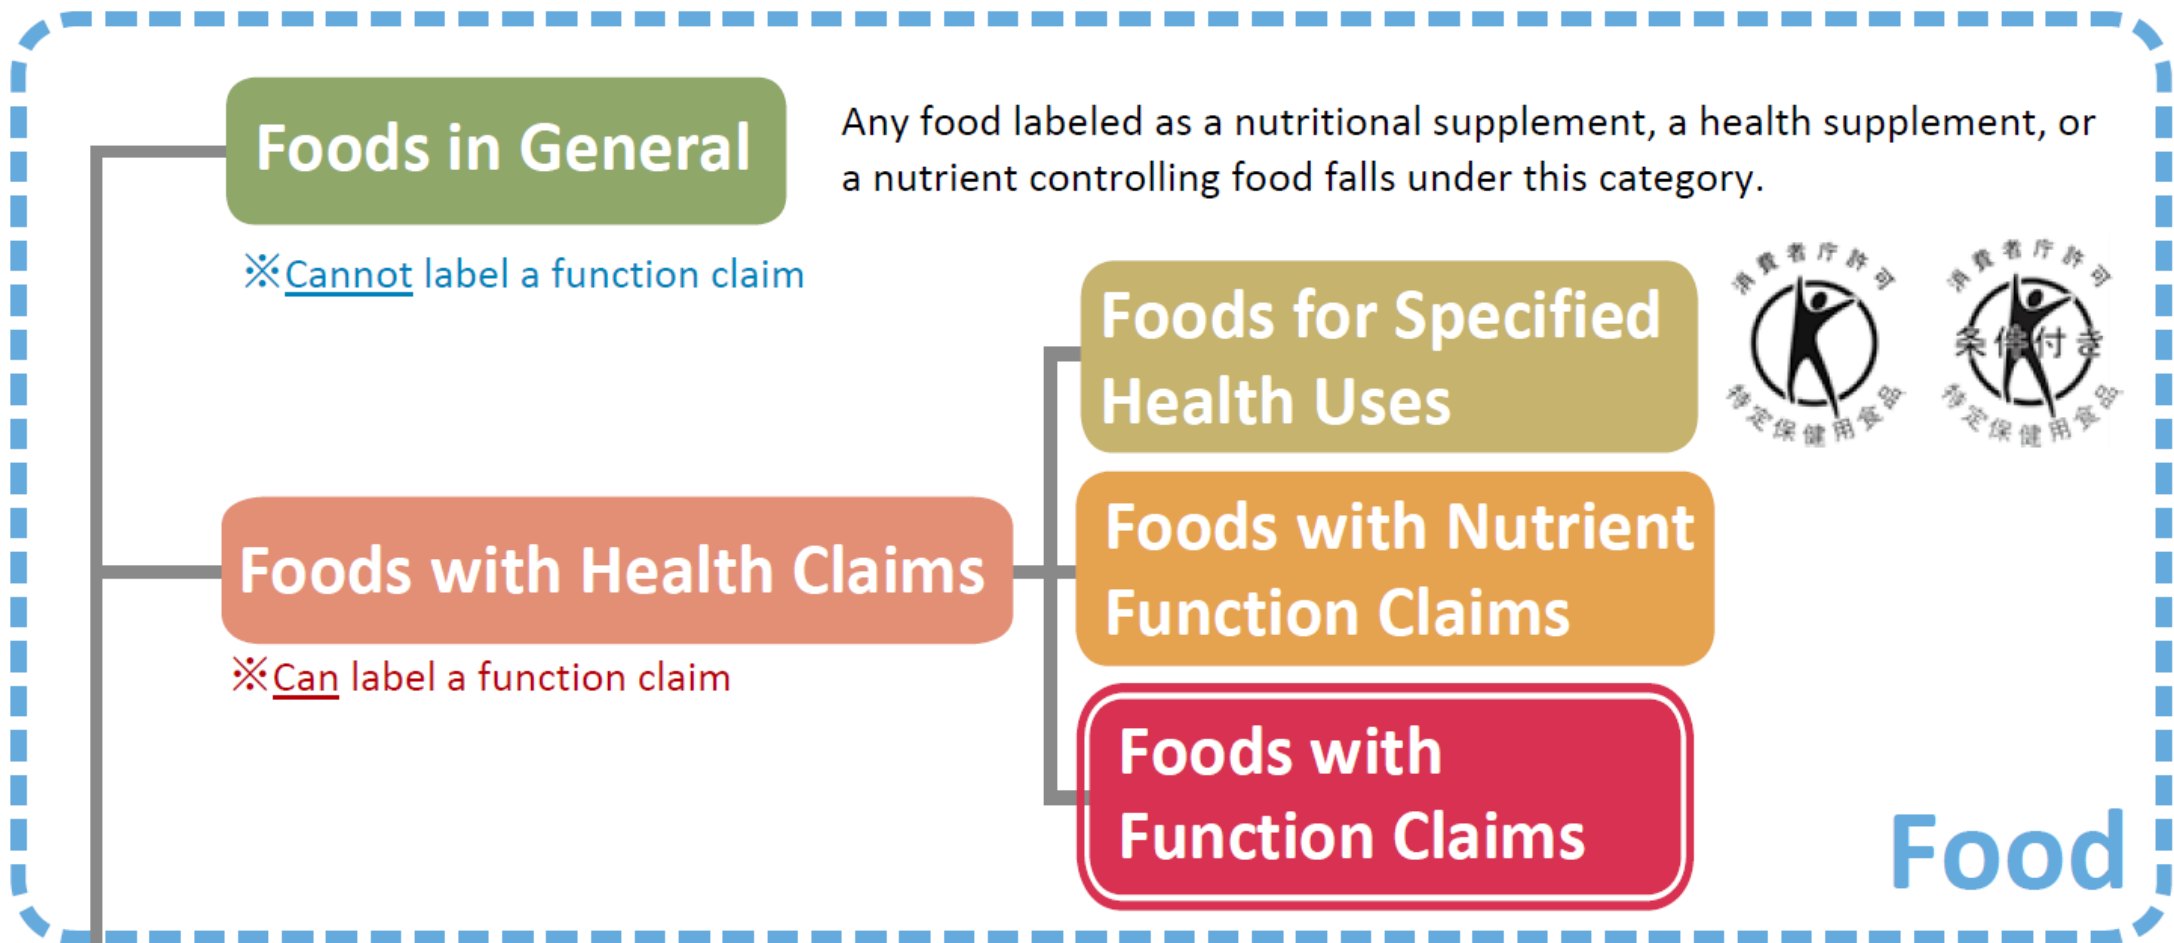 Foods in General
Any food labeled as a nutritional supplement, a health supplement, or
a nutrient controlling food falls under this category.
※Cannot label a function claim
Foods for Specified
Health Uses
消費者庁許可
特定保健用食品
消費者庁許可
条件付き
特定保健用食品
Foods with Health Claims
※Can label a function claim
Foods with Nutrient
Function Claims
Foods with
Function Claims
Food